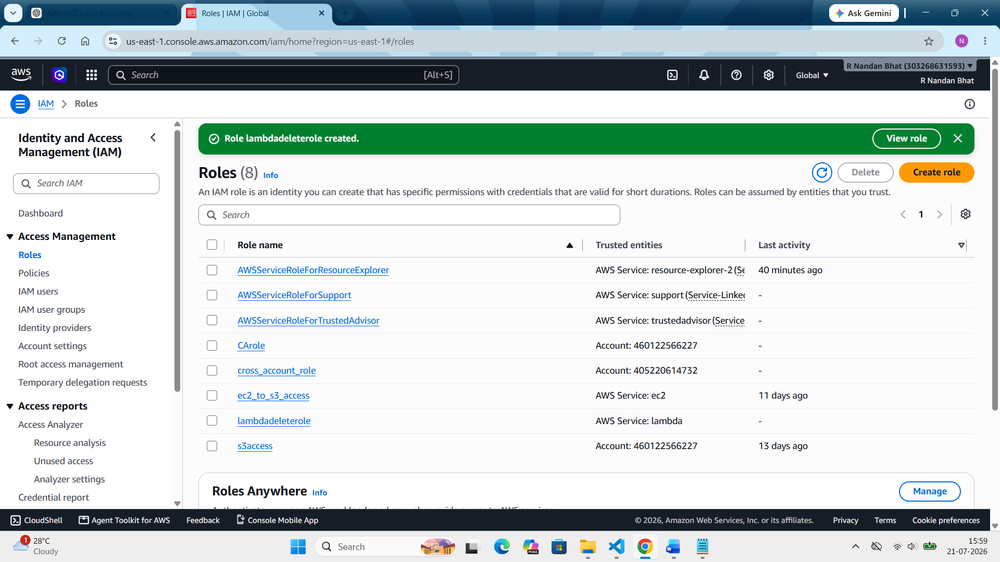 AWS EC2 Load Balancing
Roles | IAM | Global
Ask Gemini
us-east-1.console.aws.amazon.com/iam/home?region=us-east-1#/roles
N
aws
Search
[Alt+S]
Global
R Nandan Bhat (303268631593)
R Nandan Bhat
IAM
Roles
Identity and Access
Management (IAM)
Search IAM
Dashboard
Access Management
Roles
Policies
IAM users
IAM user groups
Identity providers
Account settings
Root access management
Temporary delegation requests
Access reports
Access Analyzer
Resource analysis
Unused access
Analyzer settings
Credential report
Role lambdadeleterole created.
View role
Roles (8) Info
Delete
Create role
An IAM role is an identity you can create that has specific permissions with credentials that are valid for short durations. Roles can be assumed by entities that you trust.
Search
1
Role name
Trusted entities
Last activity
AWSServiceRoleForResourceExplorer
AWS Service: resource-explorer-2 (Se
40 minutes ago
AWSServiceRoleForSupport
AWS Service: support (Service-Linked
-
AWSServiceRoleForTrustedAdvisor
AWS Service: trustedadvisor (Service
-
CArole
Account: 460122566227
-
cross_account_role
Account: 405220614732
-
ec2_to_s3_access
AWS Service: ec2
11 days ago
lambdadeleterole
AWS Service: lambda
-
s3access
Account: 460122566227
13 days ago
Roles Anywhere Info
Manage
CloudShell
Agent Toolkit for AWS
Feedback
Console Mobile App
© 2026, Amazon Web Services, Inc. or its affiliates.
Privacy
Terms
Cookie preferences
1
28°C
Cloudy
Search
M365
W
15:59
21-07-2026